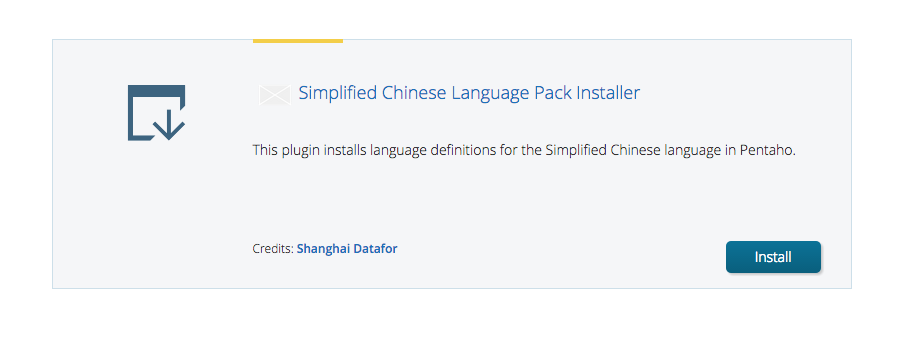 Simplified Chinese Language Pack Installer
This plugin installs language definitions for the Simplified Chinese language in Pentaho.
Credits: Shanghai Datafor
Install